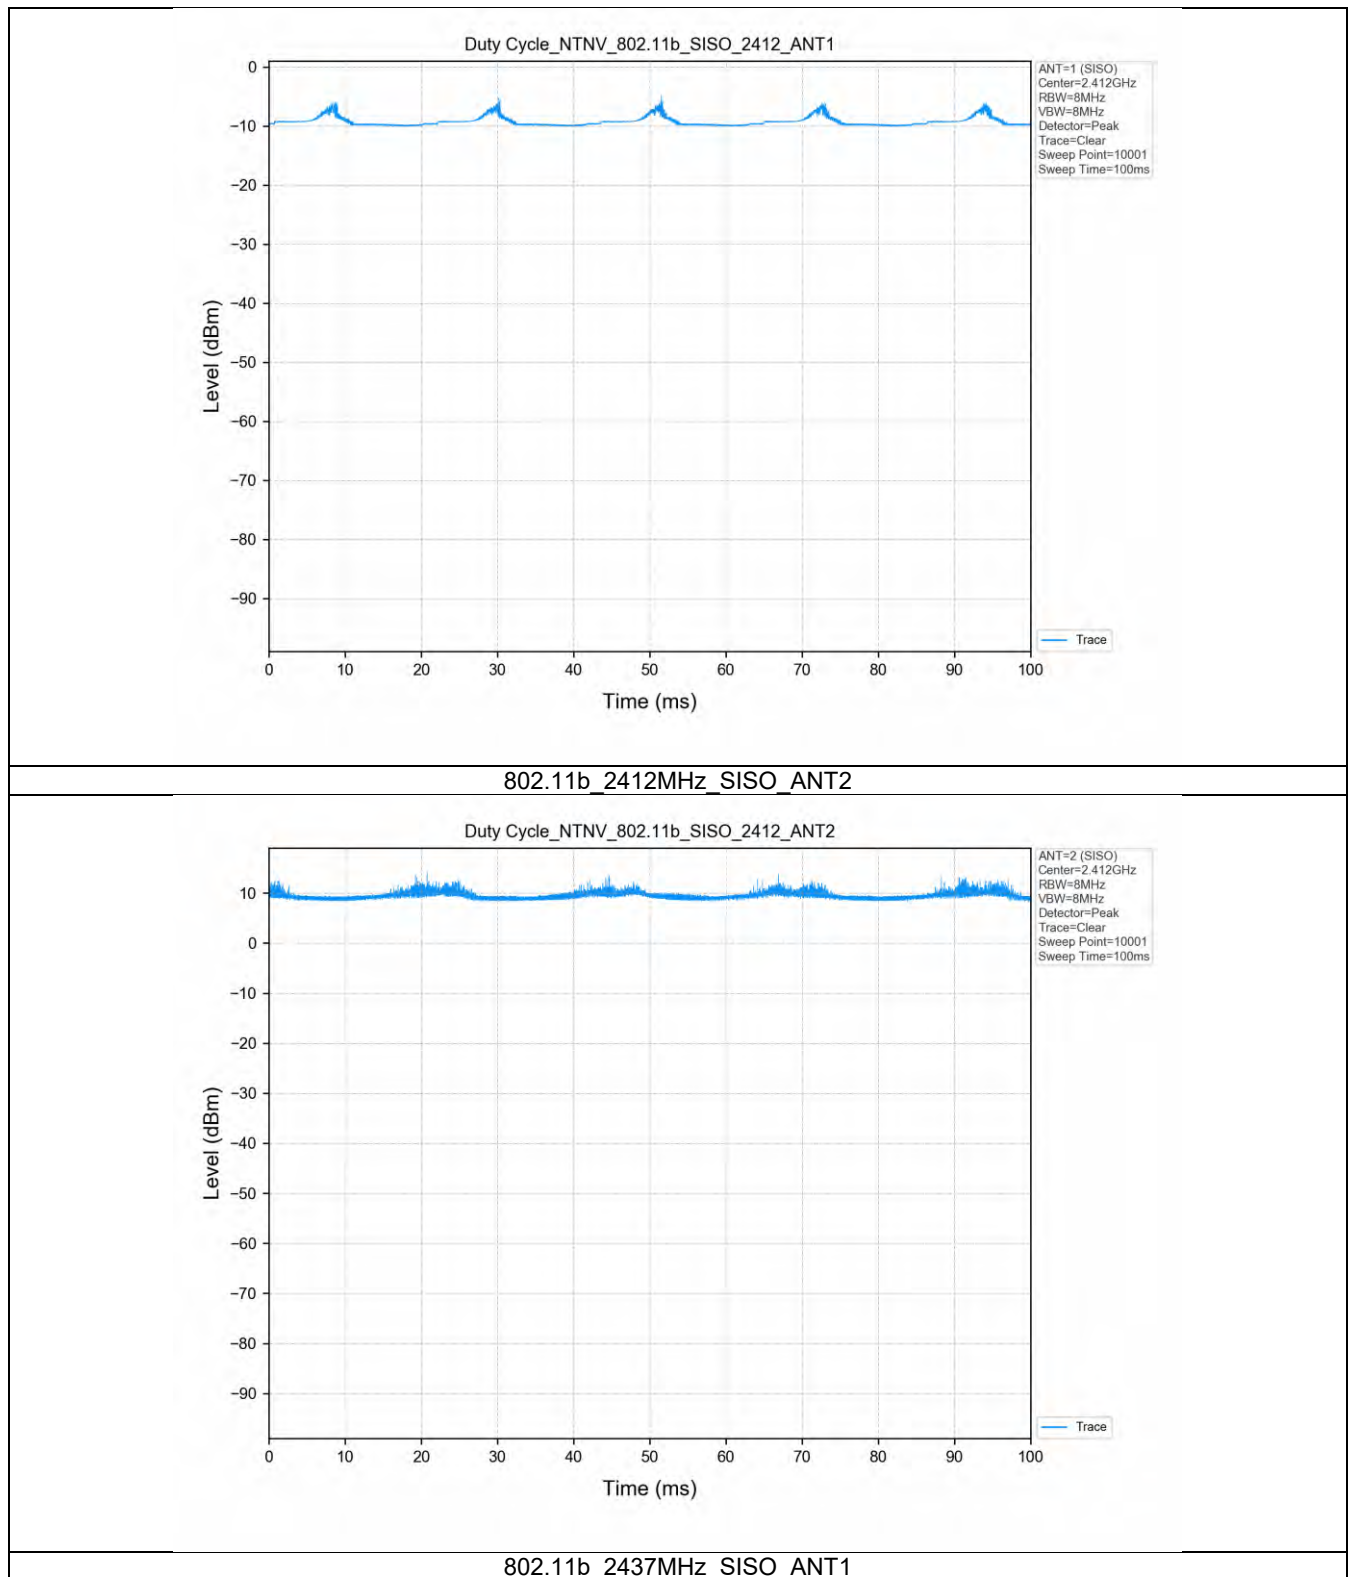 Duty Cycle_NTNV_802.11b_SISO_2412_ANT1
ANT=1 (SISO)
Center=2.412GHz
RBW=8MHz
VBW=8MHz
Detector=Peak
Trace=Clear
Sweep Point=10001
Sweep Time=100ms
0
−10
−20
−30
−40
−50
−60
−70
−80
−90
Level (dBm)
Trace
0 10 20 30 40 50 60 70 80 90 100
Time (ms)
802.11b_2412MHz_SISO_ANT2
Duty Cycle_NTNV_802.11b_SISO_2412_ANT2
ANT=2 (SISO)
Center=2.412GHz
RBW=8MHz
VBW=8MHz
Detector=Peak
Trace=Clear
Sweep Point=10001
Sweep Time=100ms
10
0
−10
−20
−30
−40
−50
−60
−70
−80
−90
Level (dBm)
Trace
0 10 20 30 40 50 60 70 80 90 100
Time (ms)
802.11b_2437MHz_SISO_ANT1